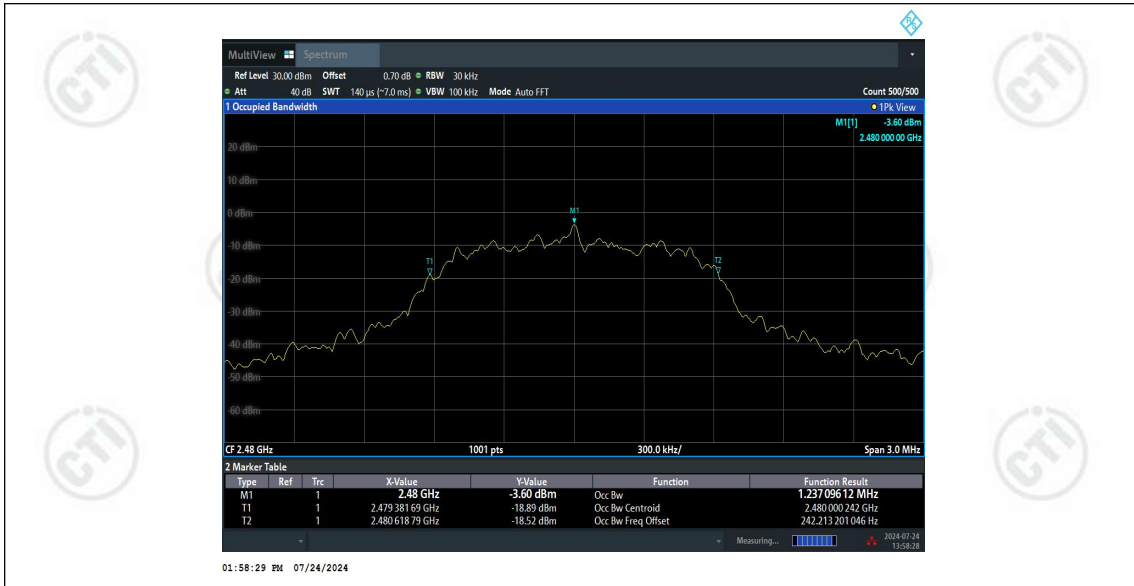 R&S
MultiView Spectrum
Ref Level 30.00 dBm Offset 0.70 dB RBW 30 kHz
Att 40 dB SWT 140 µs (~7.0 ms) VBW 100 kHz Mode Auto FFT Count 500/500
1 Occupied Bandwidth 1Pk View
M1[1] -3.60 dBm
2.480 000 00 GHz
20 dBm
10 dBm
0 dBm
M1
-10 dBm
T1 T2
-20 dBm
-30 dBm
-40 dBm
-50 dBm
-60 dBm
CF 2.48 GHz 1001 pts 300.0 kHz/ Span 3.0 MHz
2 Marker Table
Type Ref Trc X-Value Y-Value Function Function Result
M1 1 2.48 GHz -3.60 dBm Occ Bw 1.237 096 12 MHz
T1 1 2.479 381 69 GHz -18.89 dBm Occ Bw Centroid 2.480 000 242 GHz
T2 1 2.480 618 79 GHz -18.52 dBm Occ Bw Freq Offset 242.213 201 046 Hz
Measuring... 2024-07-24
13:58:28
01:58:29 PM 07/24/2024
CTI
CTI
CTI
CTI